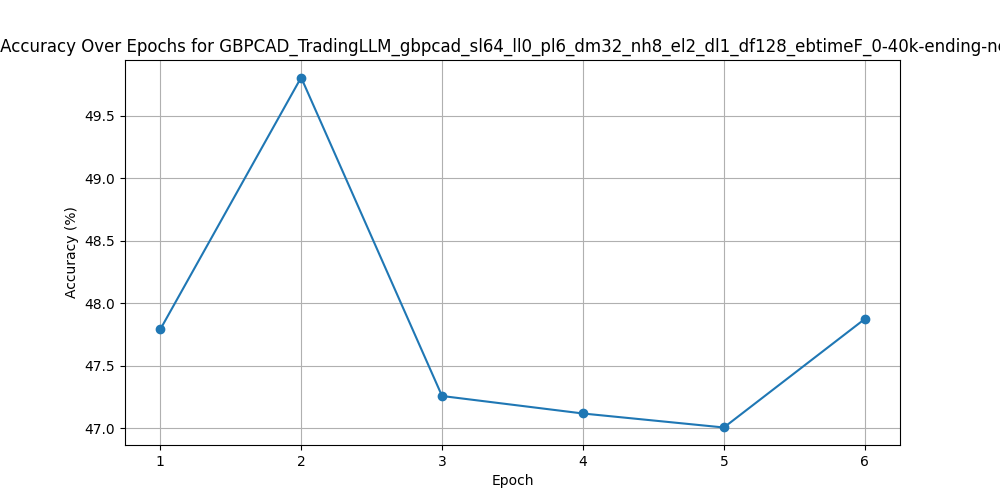 Accuracy Over Epochs for GBPCAD_TradingLLM_gbpcad_sl64_ll0_pl6_dm32_nh8_el2_dl1_df128_ebtimeF_0-40k-ending-n
Accuracy (%)
49.5
49.0
48.5
48.0
47.5
47.0
1 2 3 4 5 6
Epoch